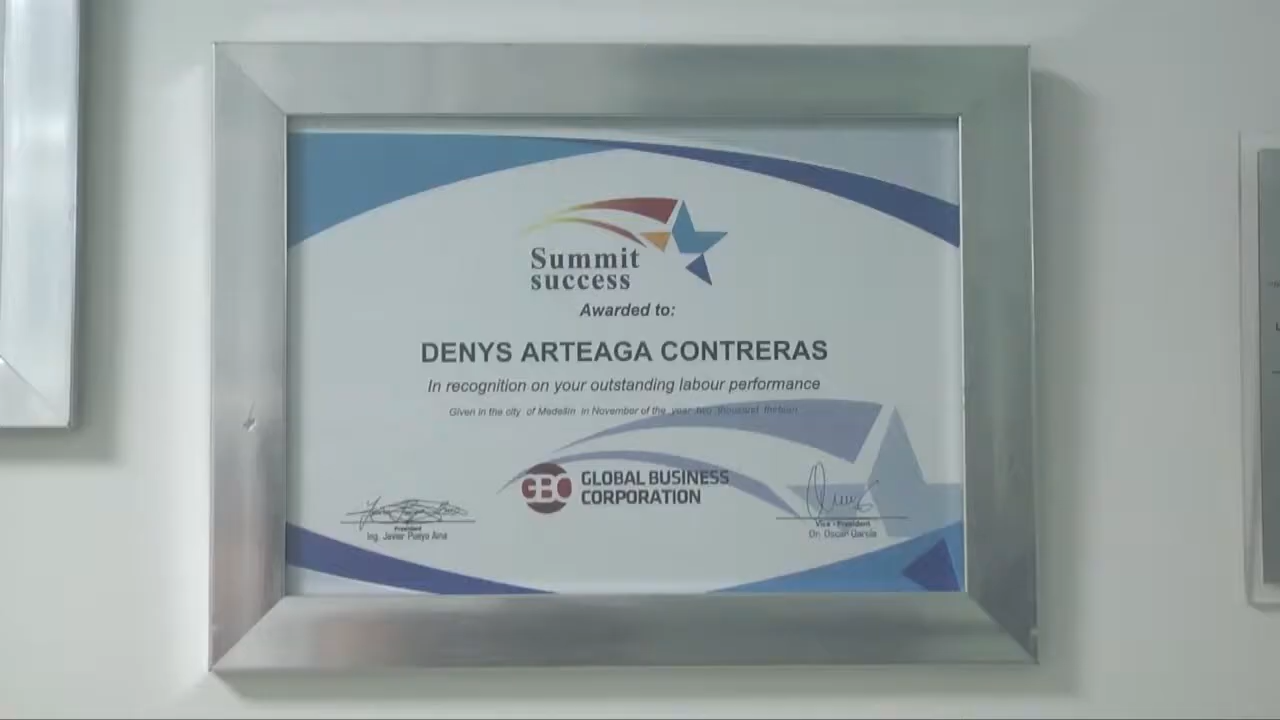 Summit
success
Awarded to:
DENYS ARTEAGA CONTRERAS
In recognition on your outstanding labour performance
Given in the city of Medellin in November of the year two thousand
GBC GLOBAL BUSINESS
CORPORATION
President
Ing. Javier
Vice - President
Dr. Oscar Garcia